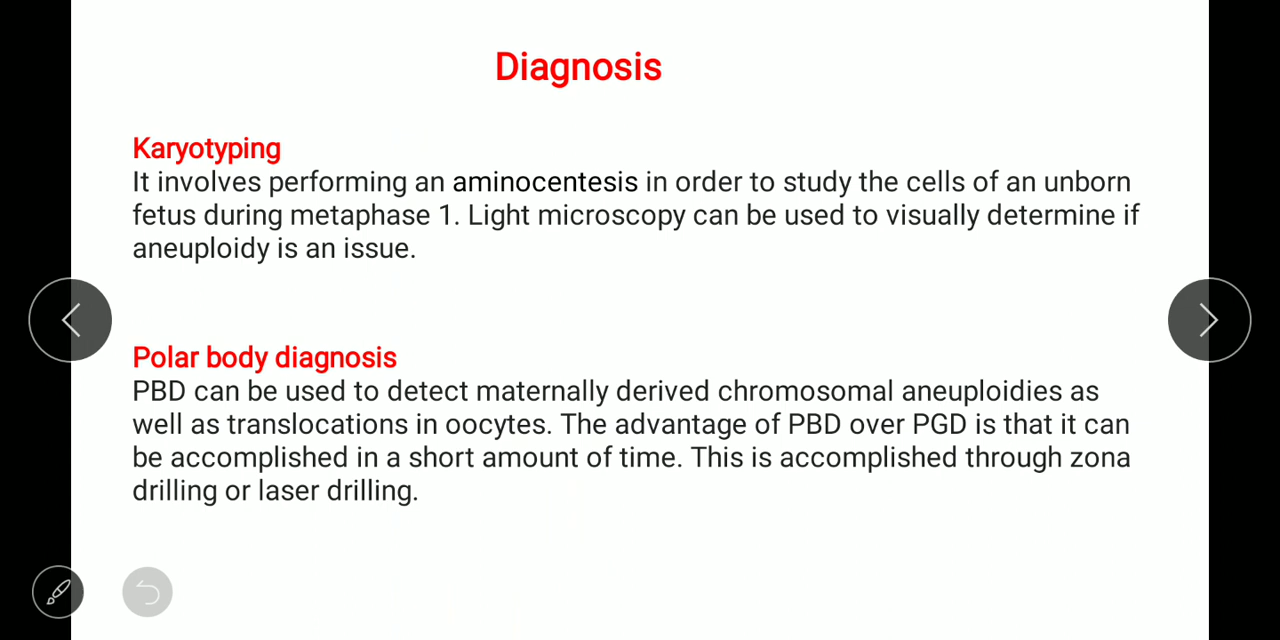 Diagnosis
Karyotyping
It involves performing an aminocentesis in order to study the cells of an unborn
fetus during metaphase 1. Light microscopy can be used to visually determine if
aneuploidy is an issue.
Polar body diagnosis
PBD can be used to detect maternally derived chromosomal aneuploidies as
well as translocations in oocytes. The advantage of PBD over PGD is that it can
be accomplished in a short amount of time. This is accomplished through zona
drilling or laser drilling.